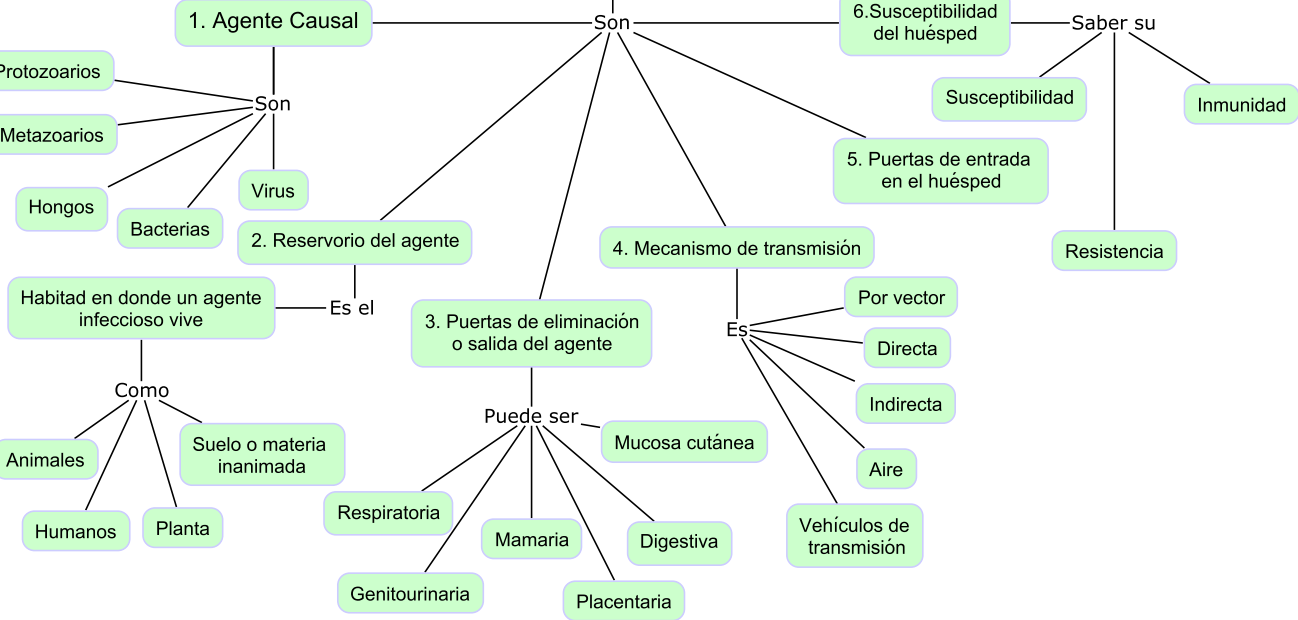 1. Agente Causal
Son
6.Susceptibilidad
del huésped
Saber su
Protozoarios
Son
Susceptibilidad
Inmunidad
Metazoarios
5. Puertas de entrada
en el huésped
Virus
Hongos
Bacterias
2. Reservorio del agente
4. Mecanismo de transmisión
Resistencia
Habitad en donde un agente
infeccioso vive
Es el
Por vector
3. Puertas de eliminación
o salida del agente
Es
Directa
Como
Indirecta
Puede ser
Suelo o materia
inanimada
Mucosa cutánea
Animales
Aire
Respiratoria
Humanos
Planta
Mamaria
Digestiva
Vehículos de
transmisión
Genitourinaria
Placentaria